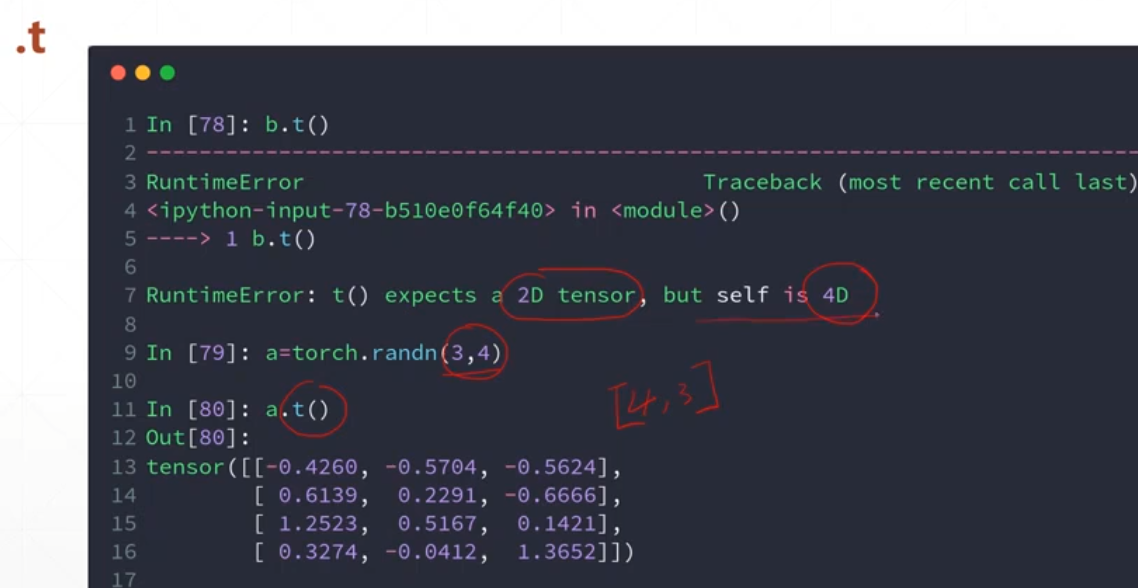 .t
1 In [78]: b.t()
2 ---------------------------------------------------------------------------
3 RuntimeError Traceback (most recent call last)
4 <ipython-input-78-b510e0f64f40> in <module>()
5 ----> 1 b.t()
6
7 RuntimeError: t() expects a 2D tensor, but self is 4D
8
9 In [79]: a=torch.randn(3,4)
10
[4,3]
11 In [80]: a.t()
12 Out[80]:
13 tensor([[-0.4260, -0.5704, -0.5624],
14 [ 0.6139, 0.2291, -0.6666],
15 [ 1.2523, 0.5167, 0.1421],
16 [ 0.3274, -0.0412, 1.3652]])
17